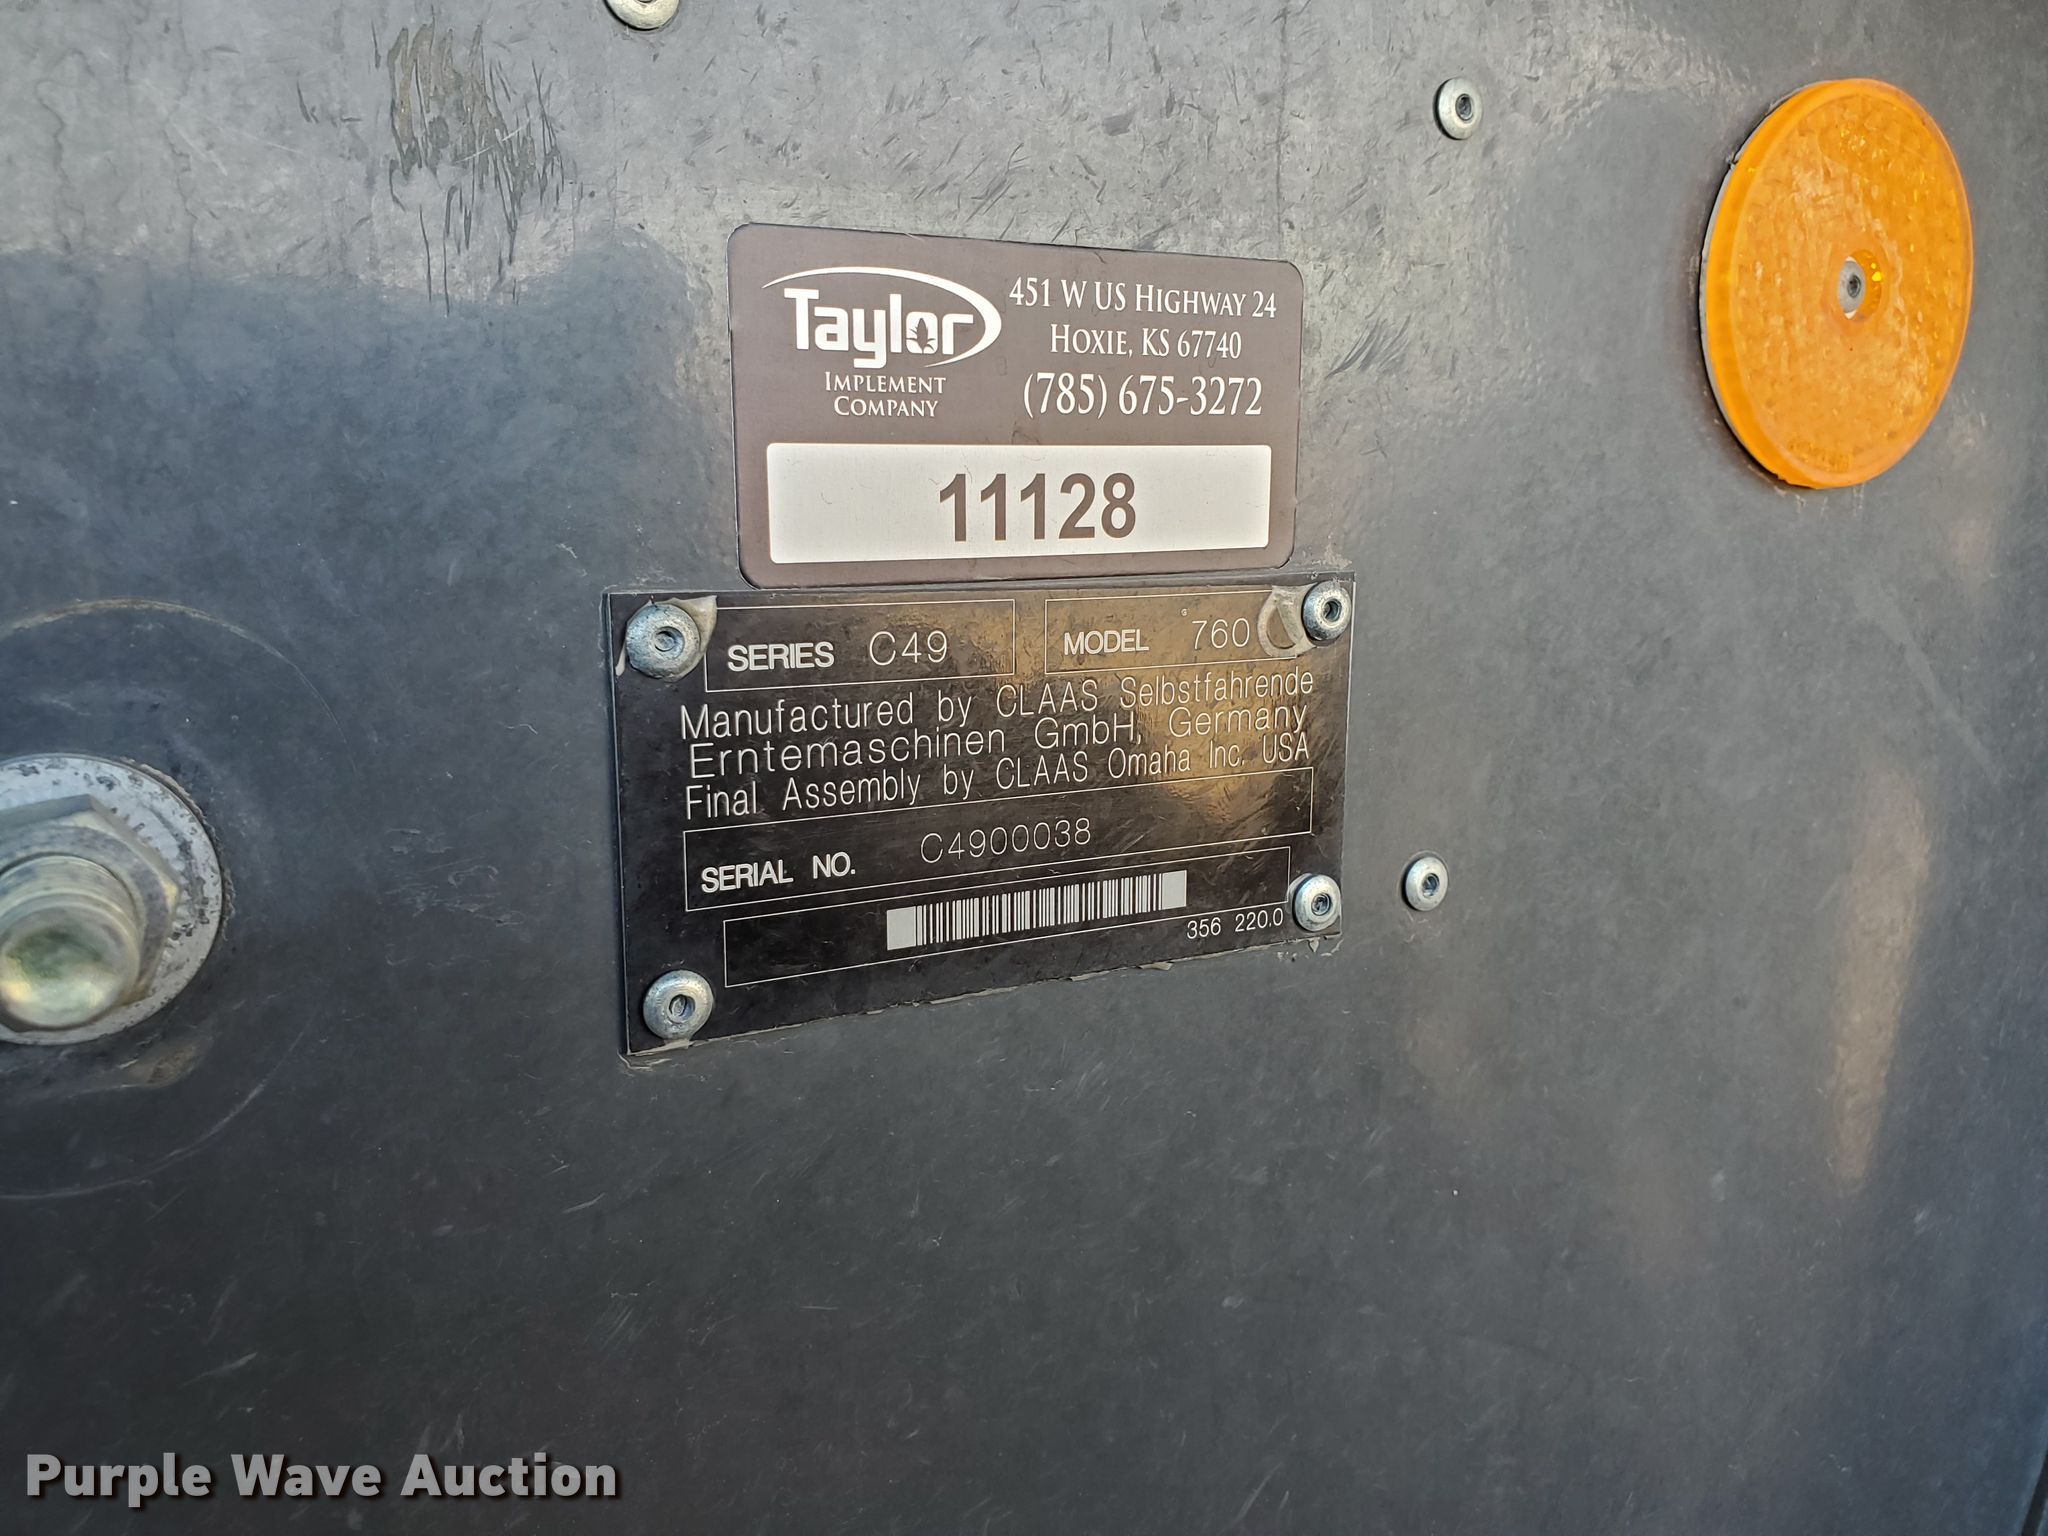 Taylor
IMPLEMENT
COMPANY
451 W US HIGHWAY 24
HOXIE, KS 67740
(785) 675-3272
11128
SERIES C49
MODEL 760
Manufactured by CLAAS Selbstfahrende
Erntemaschinen GmbH, Germany
Final Assembly by CLAAS Omaha Inc. USA
SERIAL NO. C4900038
356 220.0
Purple Wave Auction